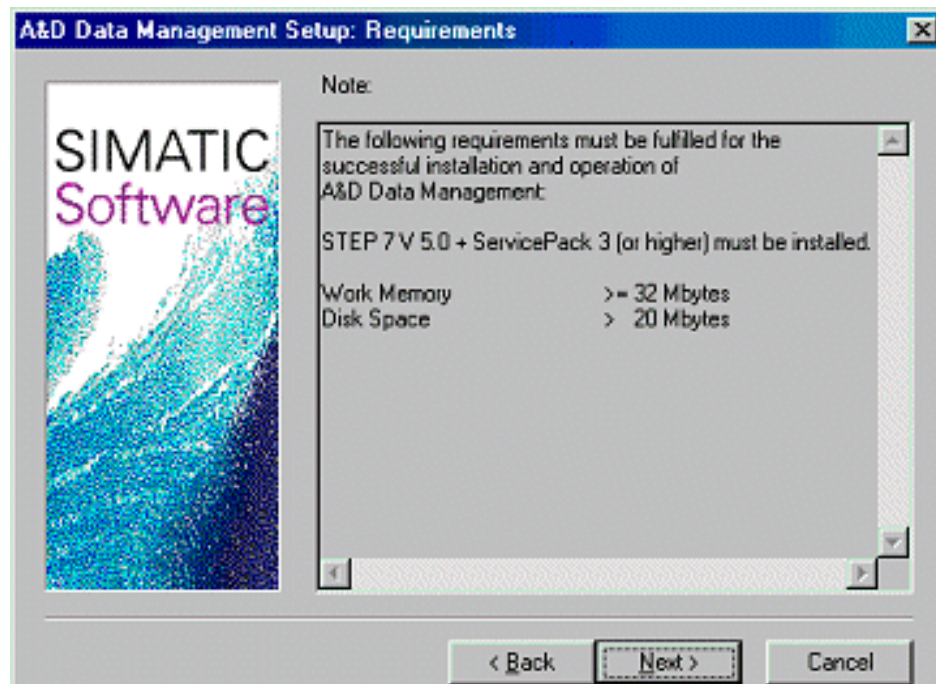 A&D Data Management Setup: Requirements
SIMATIC
Software
Note:
The following requirements must be fulfilled for the
successful installation and operation of
A&D Data Management:
STEP 7 V 5.0 + ServicePack 3 (or higher) must be installed.
Work Memory >= 32 Mbytes
Disk Space > 20 Mbytes
< Back Next > Cancel